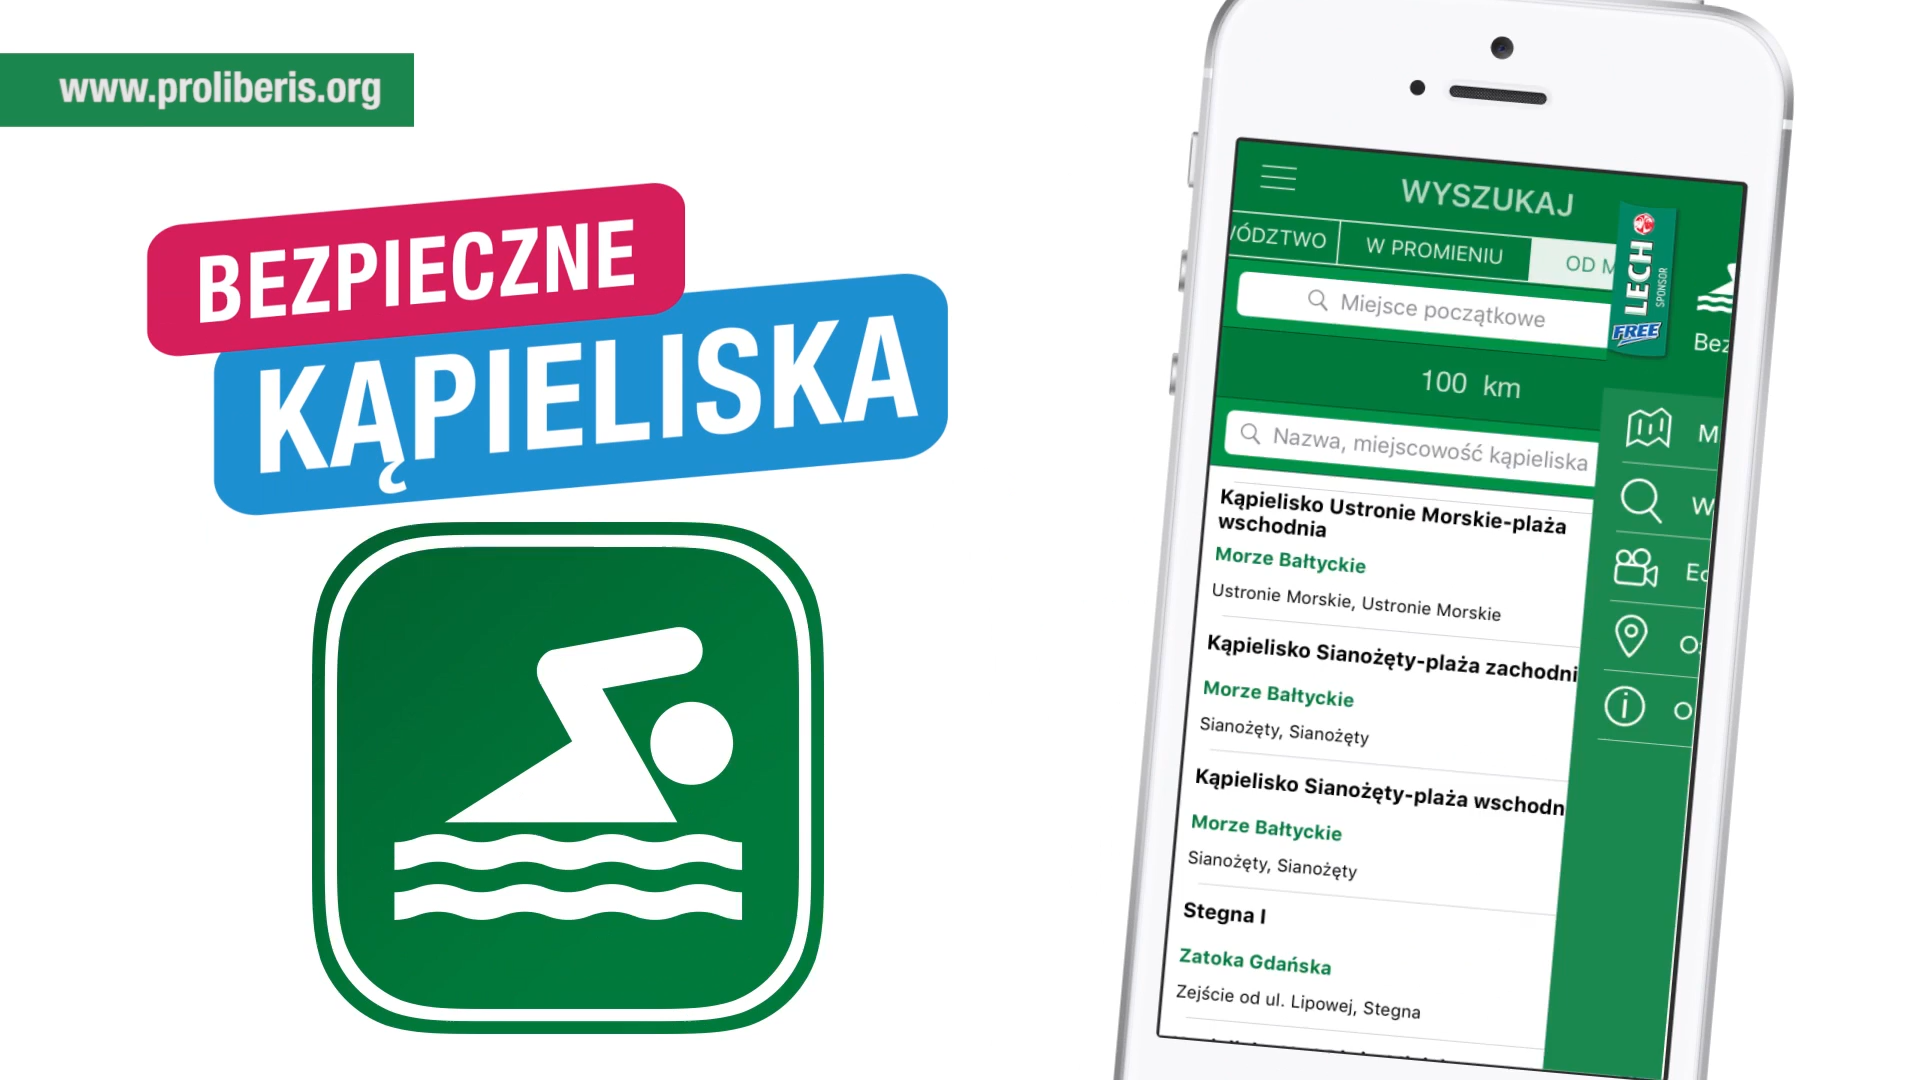 www.proliberis.org
BEZPIECZNE
KĄPIELISKA
WYSZUKAJ
W PROMIENIU
OD
Miejsce początkowe
100 km
Nazwa, miejscowość kąpieliska
Kąpielisko Ustronie Morskie-plaża
wschodnia
Morze Bałtyckie
Ustronie Morskie, Ustronie Morskie
Kąpielisko Sianożęty-plaża zachodni
Morze Bałtyckie
Sianożęty, Sianożęty
Kąpielisko Sianożęty-plaża wschodn
Morze Bałtyckie
Sianożęty, Sianożęty
Stegna I
Zatoka Gdańska
Zejście od ul. Lipowej, Stegna
LECH
FREE
SPONSOR
Bez